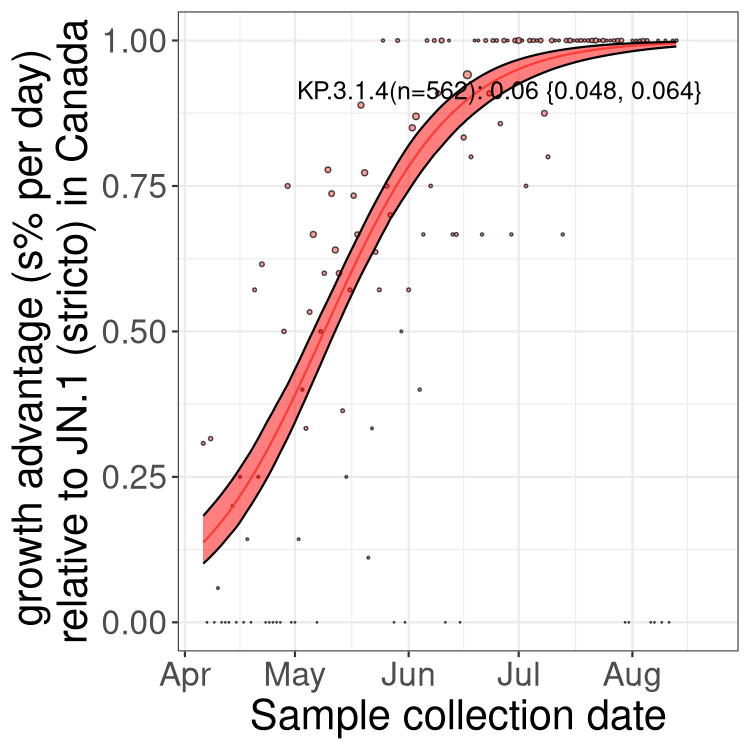 growth advantage (s% per day)
relative to JN.1 (stricto) in Canada
1.00
0.75
0.50
0.25
0.00
KP.3.1.4(n=562): 0.06 {0.048, 0.064}
Apr May Jun Jul Aug
Sample collection date